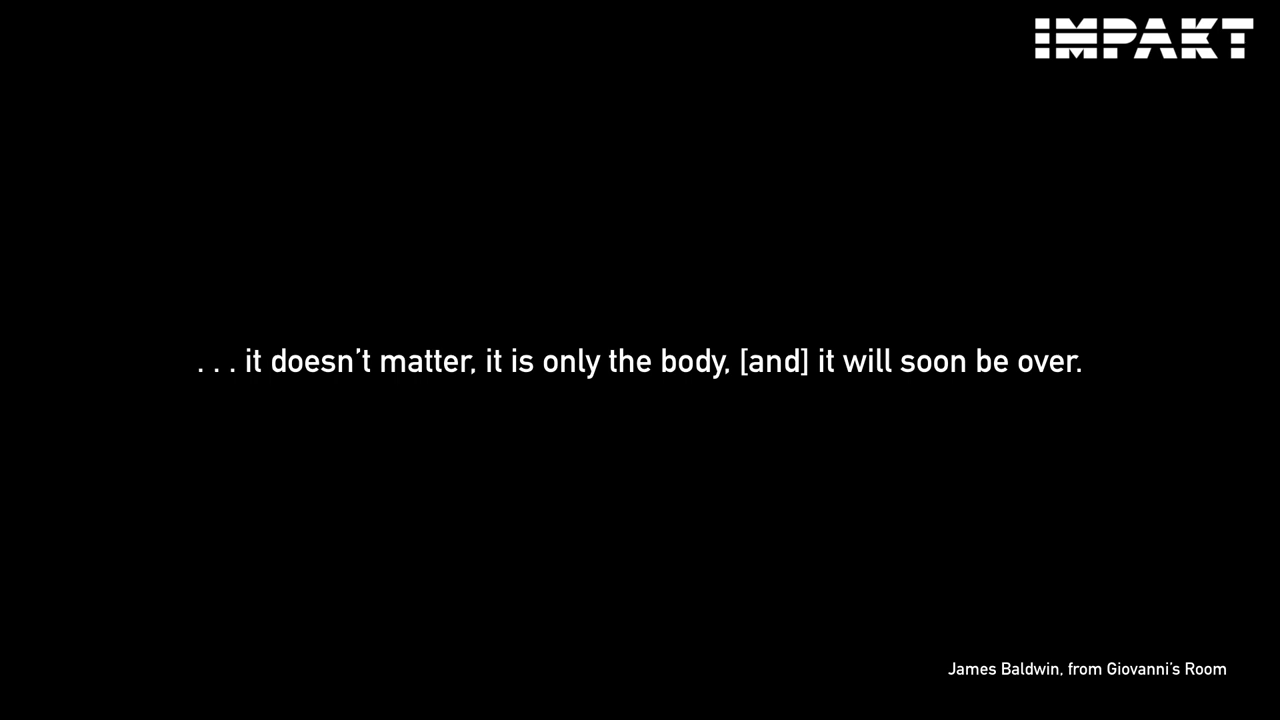 IMPAKT
. . . it doesn’t matter, it is only the body, [and] it will soon be over.
James Baldwin, from Giovanni’s Room